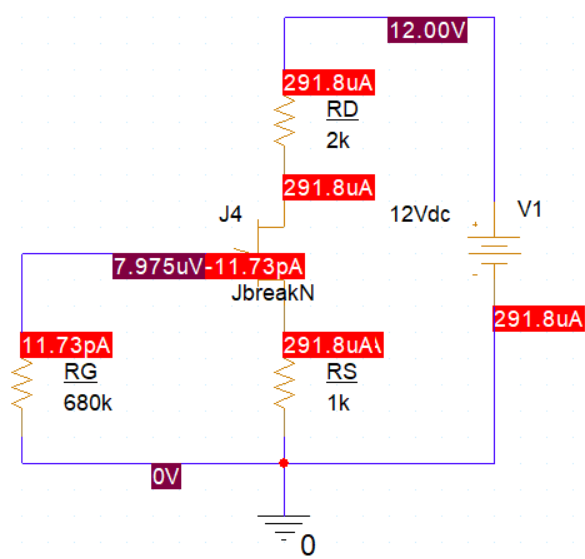 12.00V
291.8uA
RD
2k
291.8uA
J4
12Vdc
V1
+
-
7.975uV
-11.73pA
JbreakN
291.8uA
11.73pA
291.8uA
RG
RS
680k
1k
0V
0